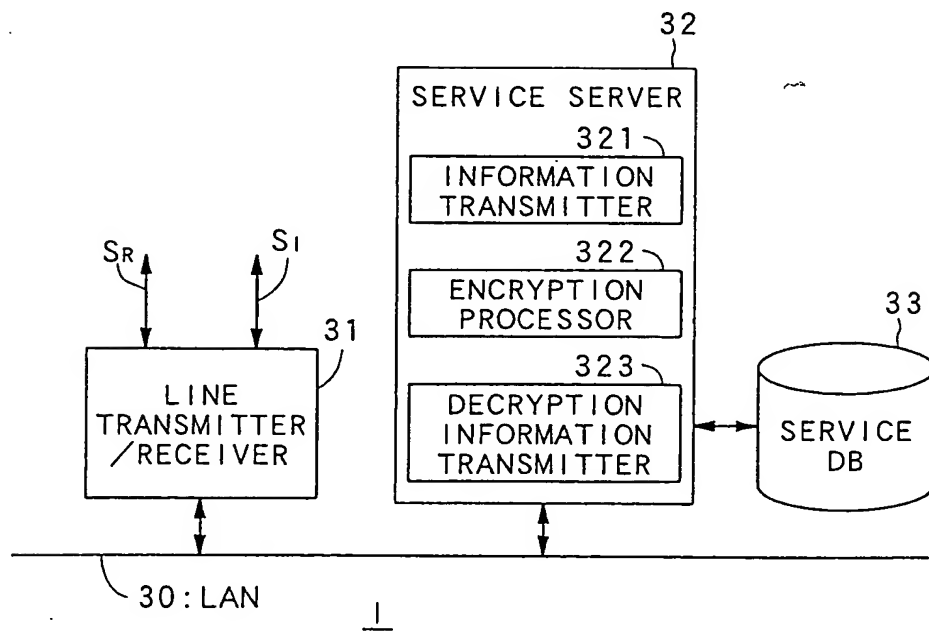 32
SERVICE SERVER
321
INFORMATION
TRANSMITTER
322
ENCRYPTION
PROCESSOR
323
DECRYPTION
INFORMATION
TRANSMITTER
SR
SI
31
LINE
TRANSMITTER
/RECEIVER
33
SERVICE
DB
30:LAN
1